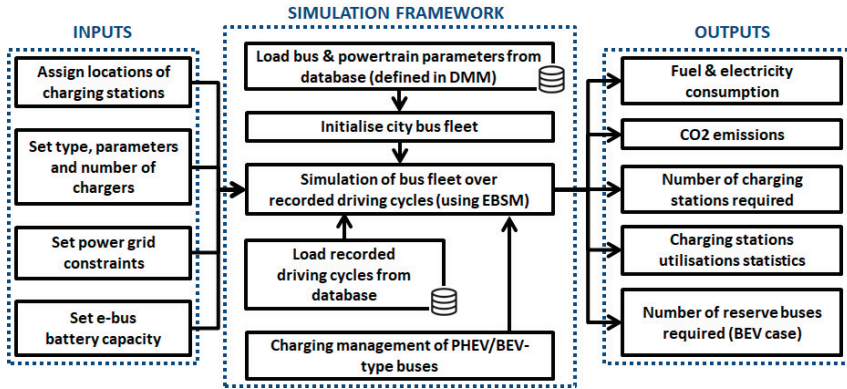 INPUTS
Assign locations of
charging stations
Set type, parameters
and number of
chargers
Set power grid
constraints
Set e-bus
battery capacity
SIMULATION FRAMEWORK
Load bus & powertrain parameters from
database (defined in DMM)
Initialise city bus fleet
Simulation of bus fleet over
recorded driving cycles (using EBSM)
Load recorded
driving cycles from
database
Charging management of PHEV/BEV-
type buses
OUTPUTS
Fuel & electricity
consumption
CO2 emissions
Number of charging
stations required
Charging stations
utilisations statistics
Number of reserve buses
required (BEV case)